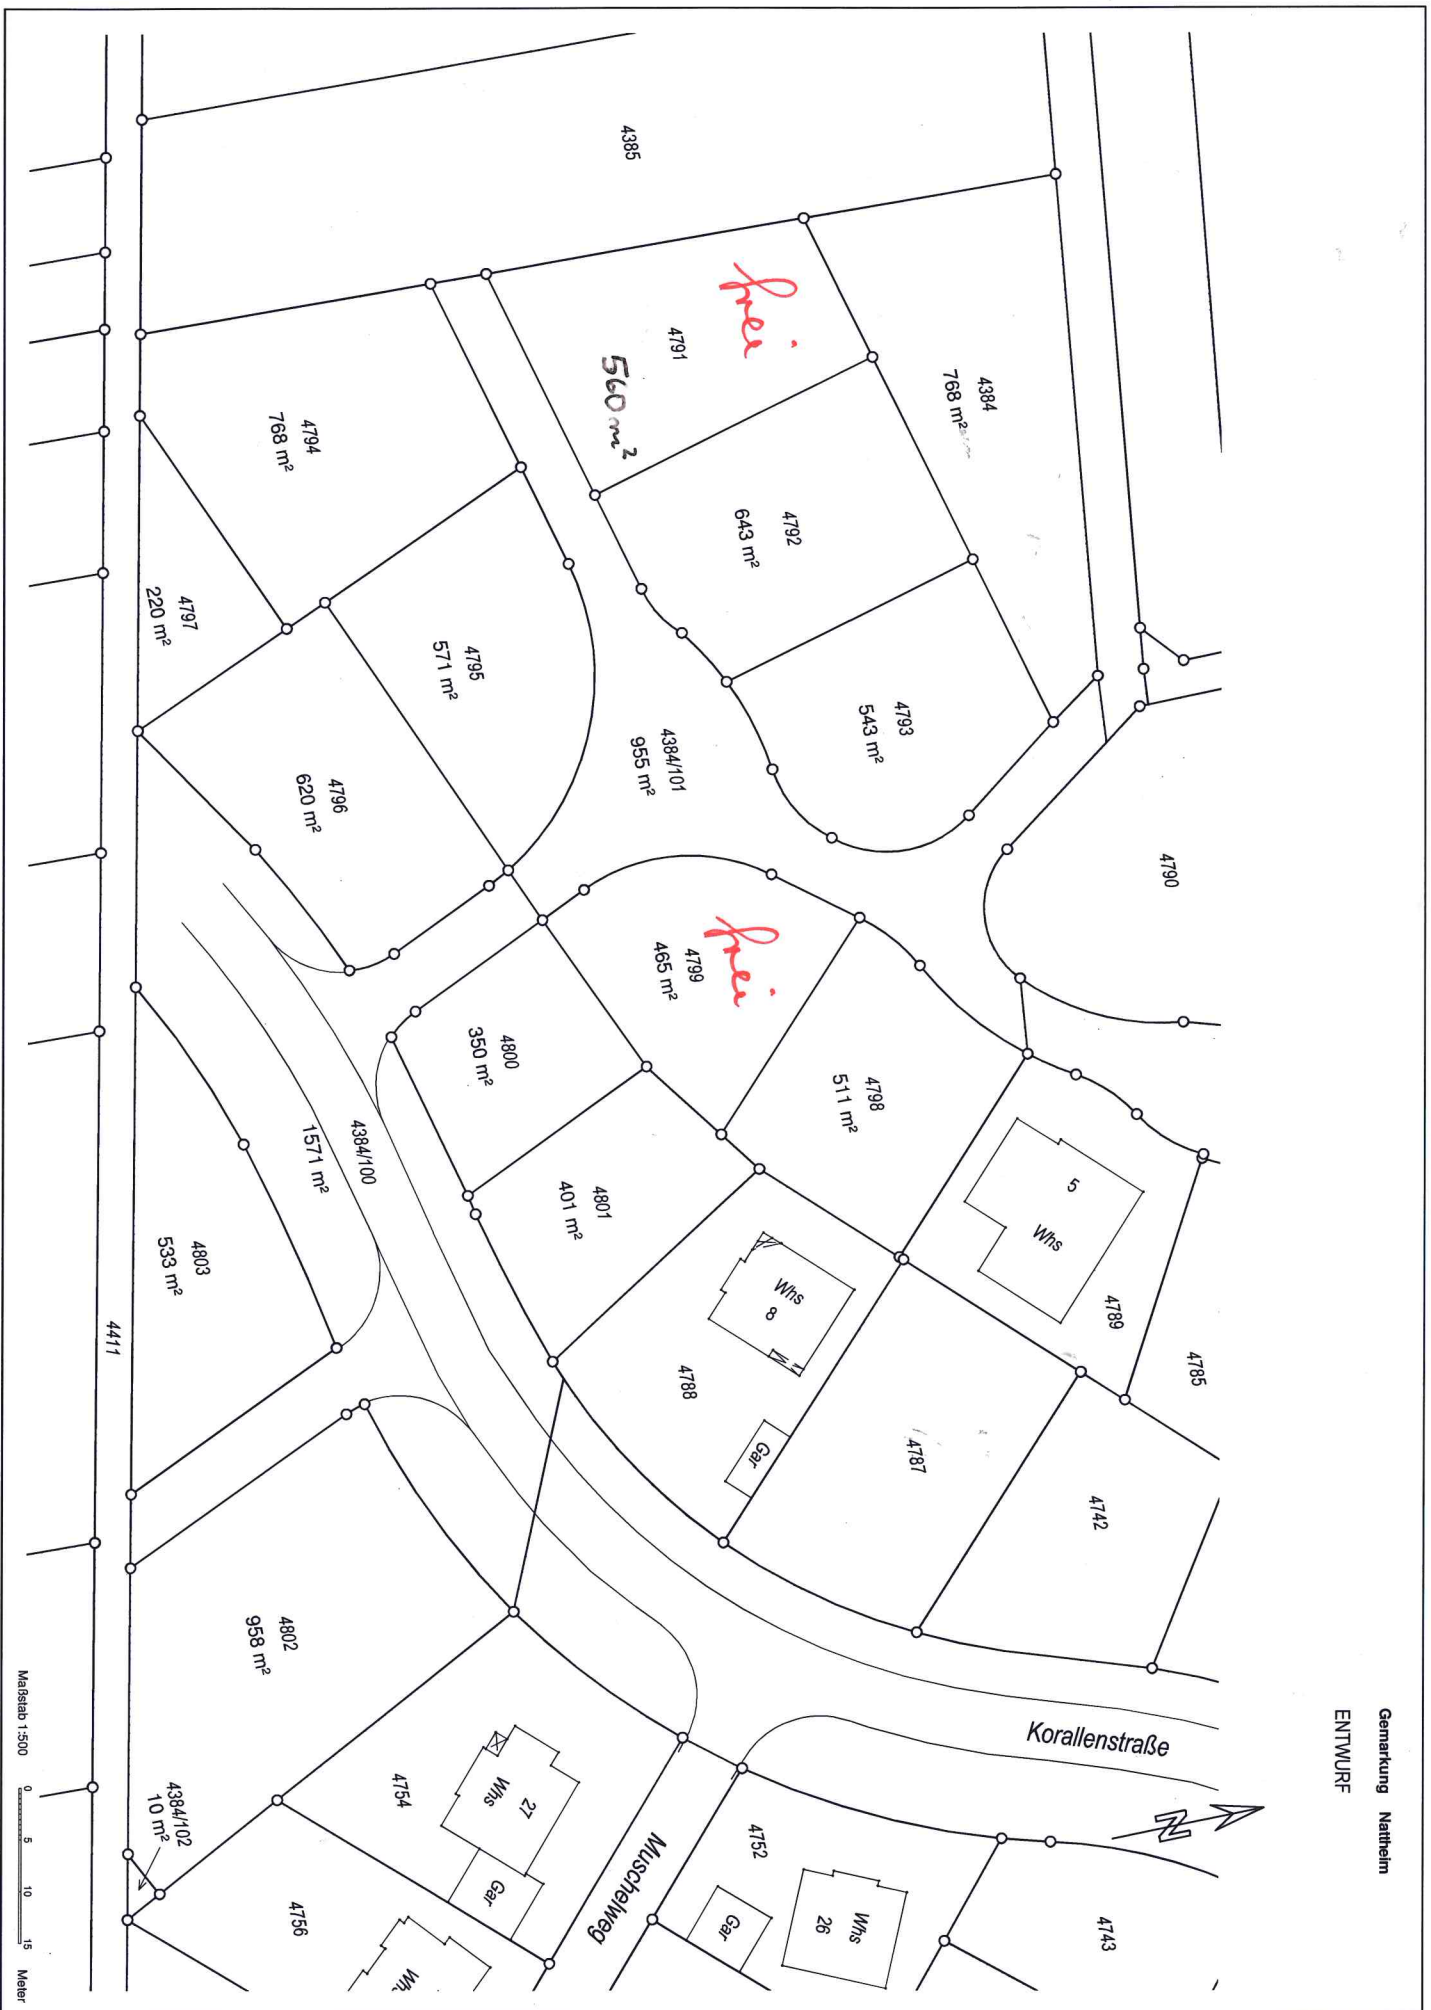 Gemarkung Nattheim
ENTWURF
4385
4384
768 m²
frei
4791
560 m²
4792
643 m²
4793
543 m²
4790
4794
768 m²
4797
220 m²
4795
571 m²
4796
620 m²
4384/101
955 m²
frei
4799
465 m²
4798
511 m²
4800
350 m²
4801
401 m²
4384/100
1571 m²
4803
533 m²
4411
5
Whs
4789
4785
Whs
8
4788
Gar
4787
4742
4802
958 m²
Korallenstraße
N
4754
27
Whs
Gar
Muschelweg
4752
Whs
26
Gar
4743
4384/102
10 m²
4756
Wh
Maßstab 1:500
0 5 10 15 Meter